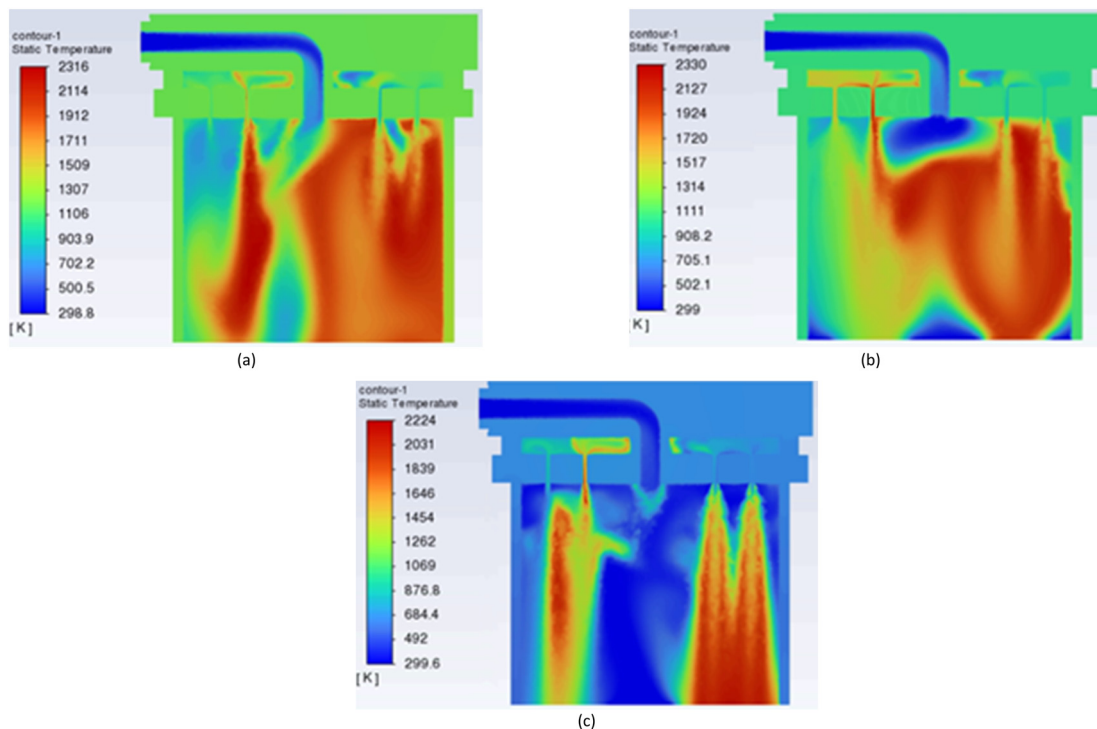 contour-1
Static Temperature
2316
2114
1912
1711
1509
1307
1106
903.9
702.2
500.5
298.8
[ K ]
(a)
contour-1
Static Temperature
2330
2127
1924
1720
1517
1314
1111
908.2
705.1
502.1
299
[ K ]
(b)
contour-1
Static Temperature
2224
2031
1839
1646
1454
1262
1069
876.8
684.4
492
299.6
[ K ]
(c)